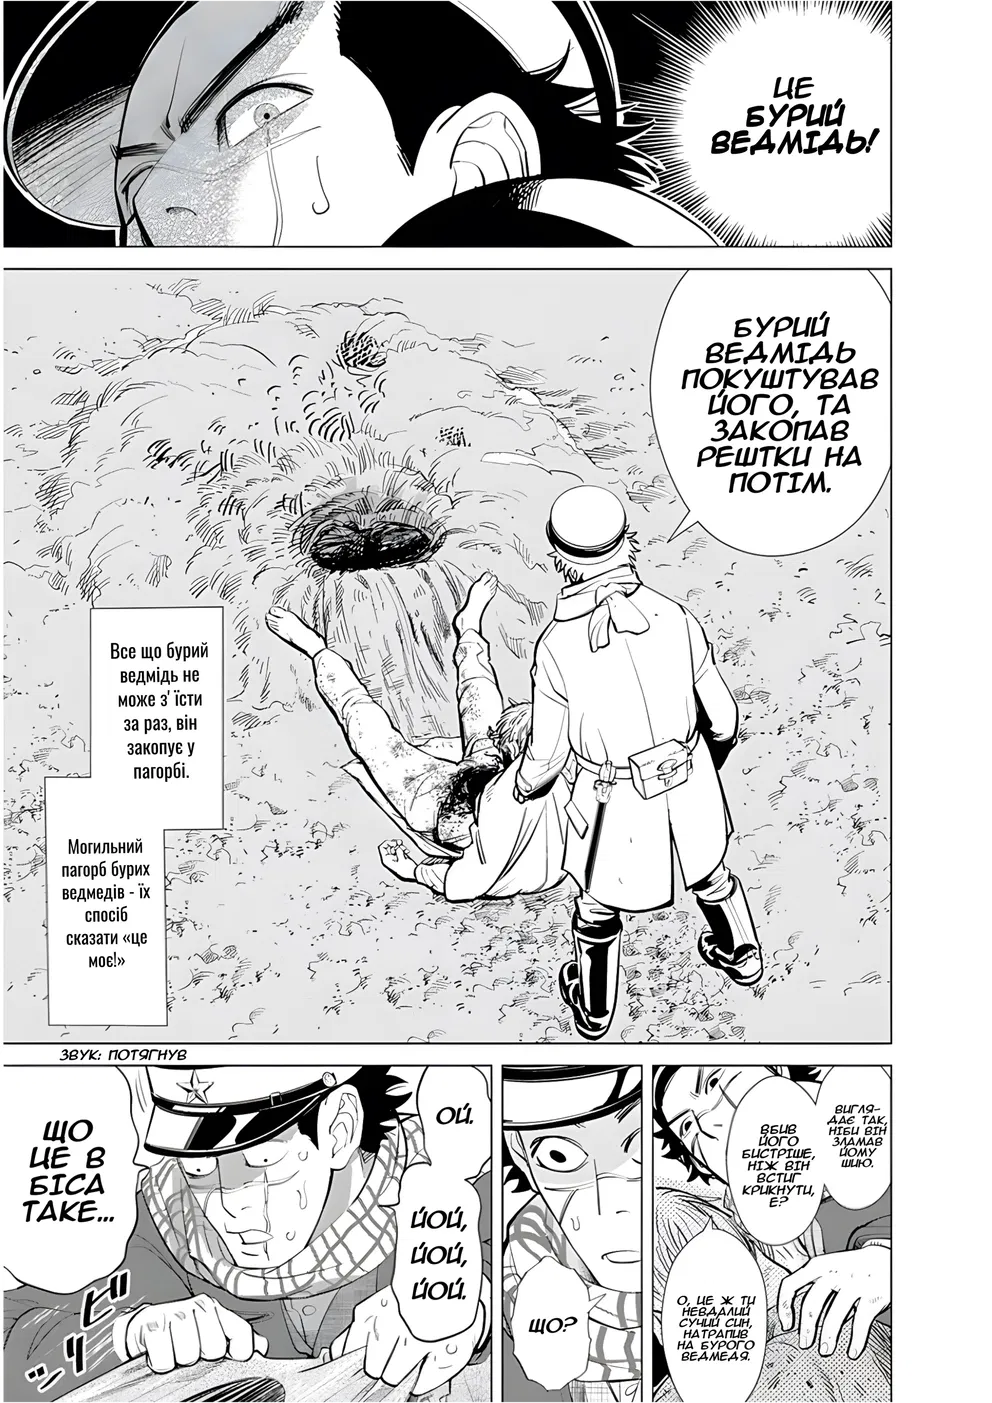 ЦЕ
БУРИЙ
ВЕДМІДЬ!
БУРИЙ
ВЕДМІДЬ
ПОКУШТУВАВ
ЙОГО, ТА
ЗАКОПАВ
РЕШТКИ НА
ПОТІМ.
Все що бурий
ведмідь не
може з' їсти
за раз, він
закопує у
пагорбі.
Могильний
пагорб бурих
ведмедів - їх
спосіб
сказати «це
моє!»
ЗВУК: ПОТЯГНУВ
ВИГЛЯ-
ДАЄ ТАК,
НІБИ ВІН
ЗЛАМАВ
ЙОМУ
ШИЮ.
ВБИВ
ЙОГО
БИСТРІШЕ,
НІЖ ВІН
ВСТИГ
КРИКНУТИ,
Е?
О, ЦЕ Ж ТИ
НЕВДАЛИЙ
СУЧИЙ СИН,
НАТРАПИВ
НА БУРОГО
ВЕДМЕДЯ.
ЩО?
ОЙ.
ЙОЙ,
ЙОЙ,
ЙОЙ.
ЩО
ЦЕ В
БІСА
ТАКЕ...
ビッッ